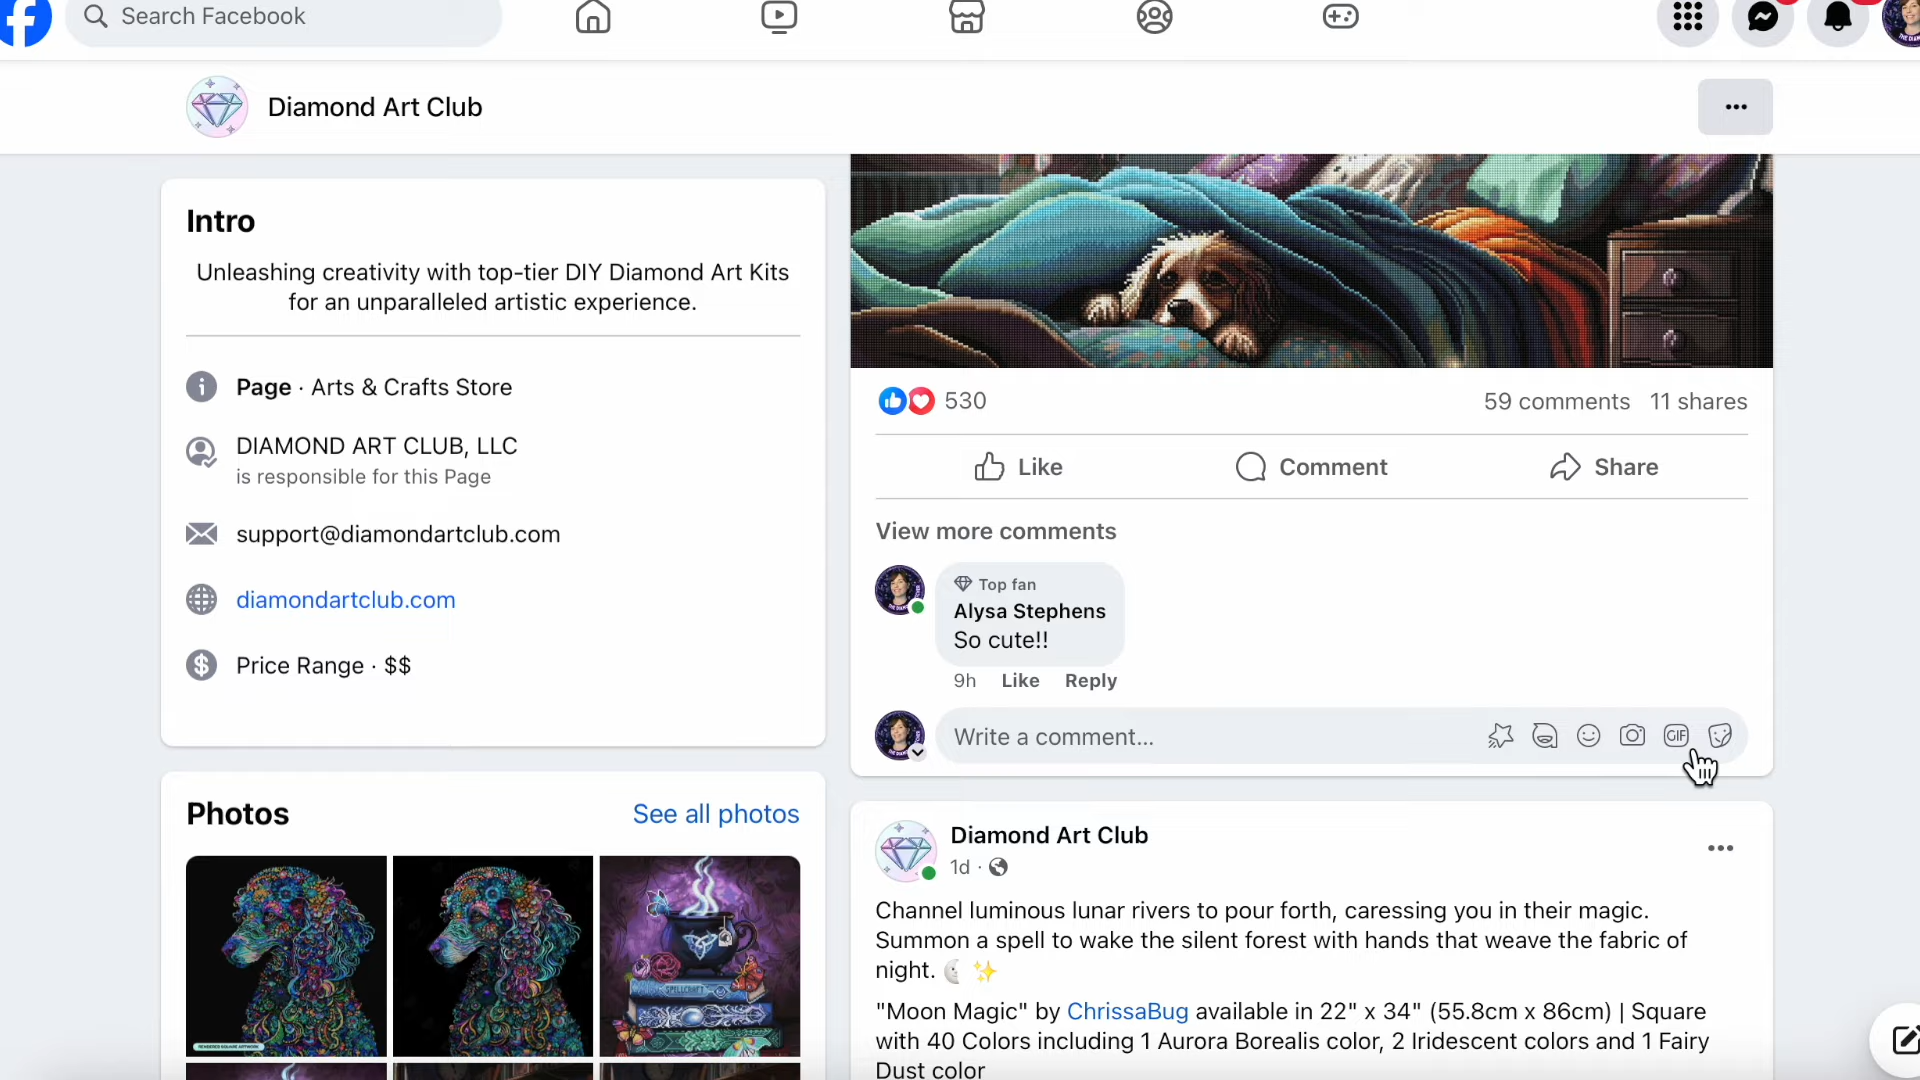 Search Facebook
Diamond Art Club
Intro
Unleashing creativity with top-tier DIY Diamond Art Kits
for an unparalleled artistic experience.
Page · Arts & Crafts Store
DIAMOND ART CLUB, LLC
is responsible for this Page
support@diamondartclub.com
diamondartclub.com
Price Range · $$
Photos
See all photos
SPELLCRAFT
530
59 comments 11 shares
Like
Comment
Share
View more comments
Top fan
Alysa Stephens
So cute!!
9h Like Reply
Write a comment...
GIF
Diamond Art Club
1d ·
Channel luminous lunar rivers to pour forth, caressing you in their magic.
Summon a spell to wake the silent forest with hands that weave the fabric of
night. 🌜 ✨
"Moon Magic" by ChrissaBug available in 22" x 34" (55.8cm x 86cm) | Square
with 40 Colors including 1 Aurora Borealis color, 2 Iridescent colors and 1 Fairy
Dust color